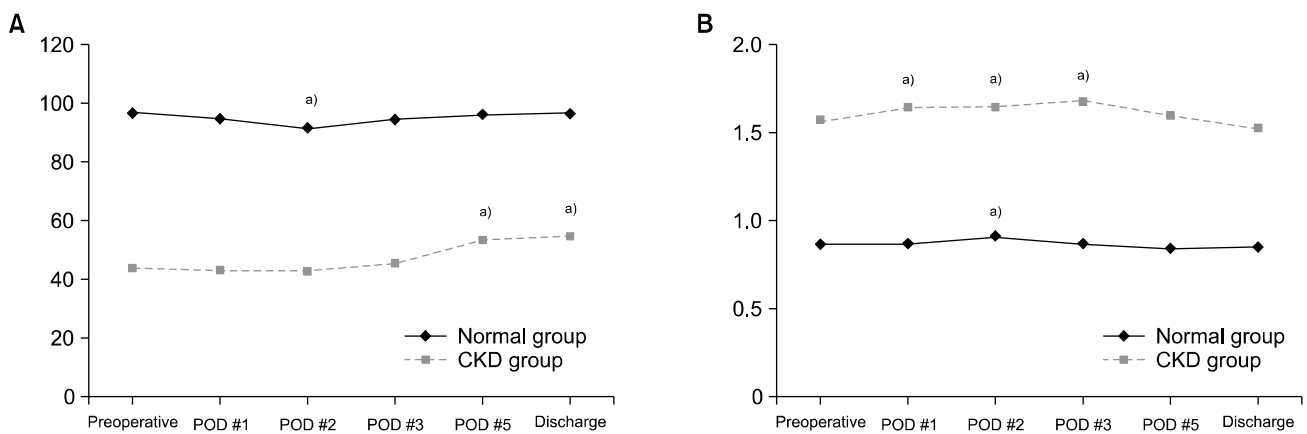 A
120
100
80
60
40
20
0
a)
a)
a)
Normal group
CKD group
Preoperative POD #1 POD #2 POD #3 POD #5 Discharge
B
2.0
1.5
1.0
0.5
0
a)
a)
a)
a)
Normal group
CKD group
Preoperative POD #1 POD #2 POD #3 POD #5 Discharge